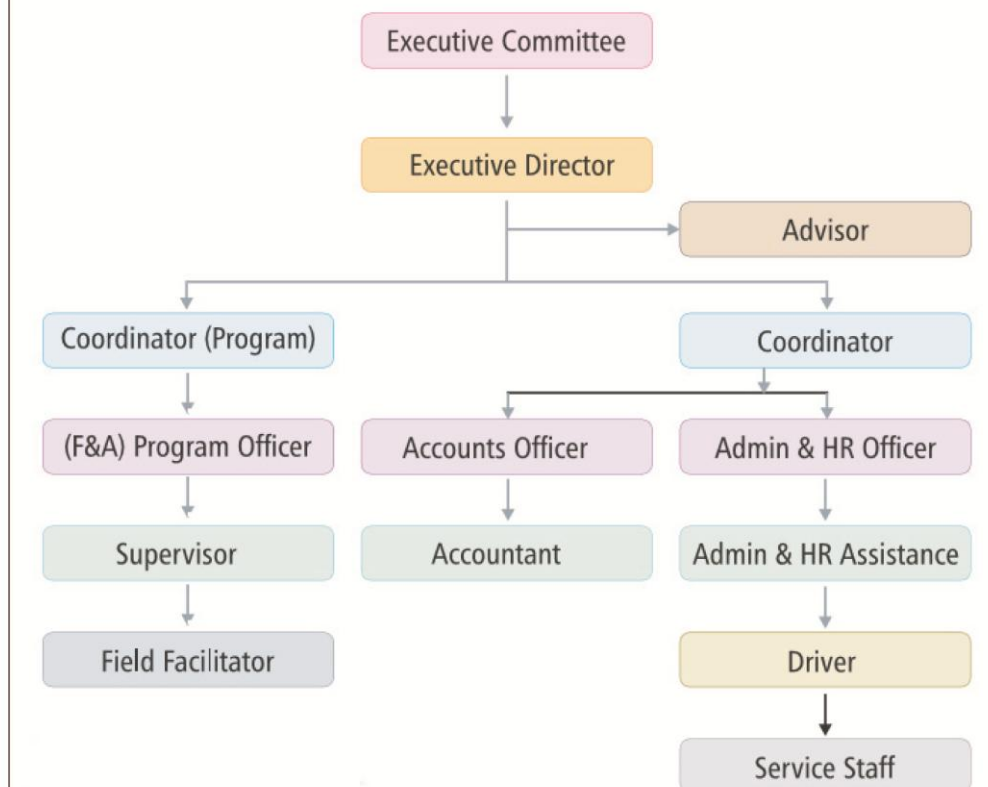 Executive Committee
Executive Director
Advisor
Coordinator (Program)
Coordinator
(F&A) Program Officer
Accounts Officer
Admin & HR Officer
Supervisor
Accountant
Admin & HR Assistance
Field Facilitator
Driver
Service Staff